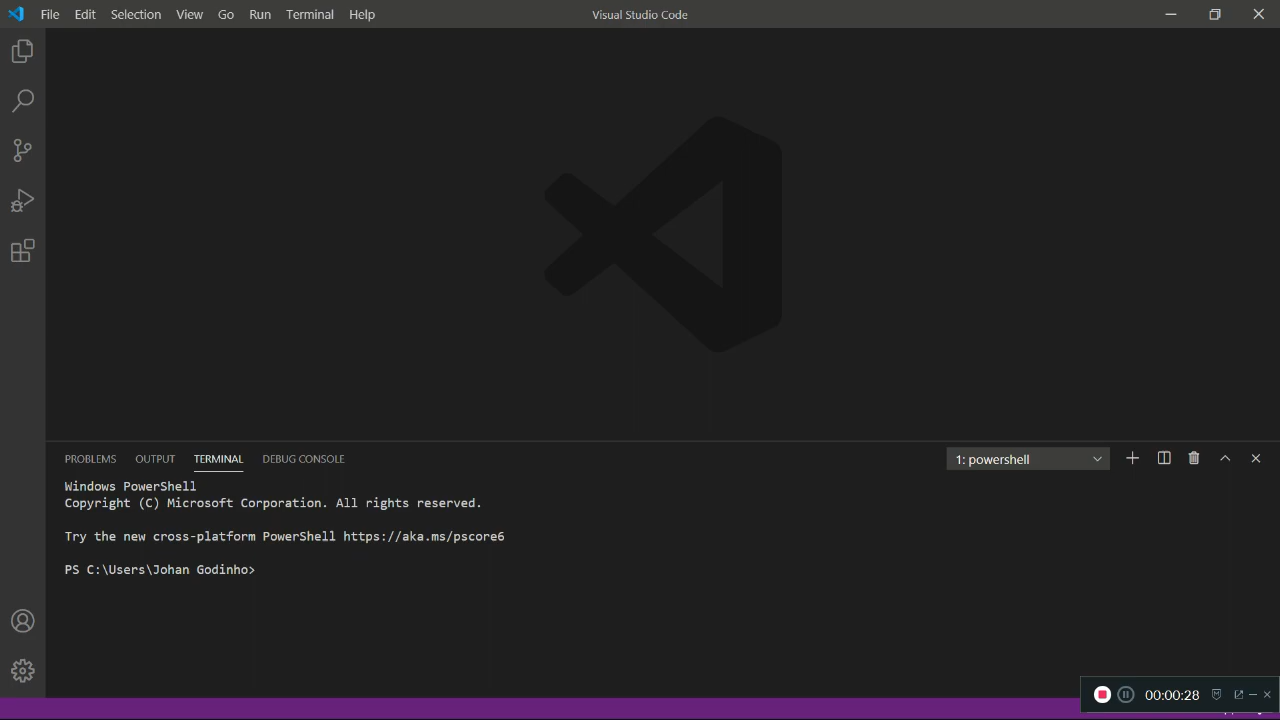 File Edit Selection View Go Run Terminal Help
Visual Studio Code
PROBLEMS OUTPUT TERMINAL DEBUG CONSOLE
1: powershell
Windows PowerShell
Copyright (C) Microsoft Corporation. All rights reserved.
Try the new cross-platform PowerShell https://aka.ms/pscore6
PS C:\Users\Johan Godinho>
00:00:28